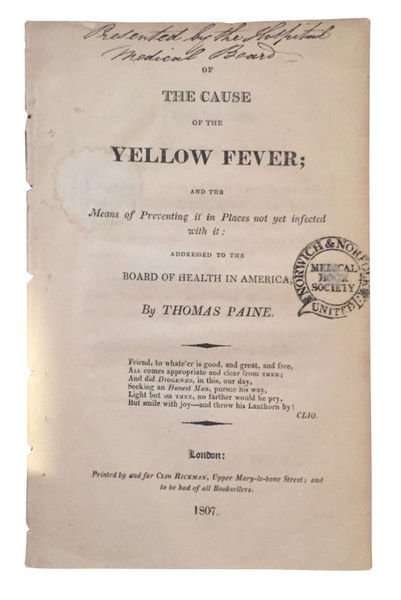 Presented by the Hospital
Medical Board
OF
THE CAUSE
OF THE
YELLOW FEVER;
AND THE
Means of Preventing it in Places not yet infected
with it:
ADDRESSED TO THE
BOARD OF HEALTH IN AMERICA,
By THOMAS PAINE.
NORWICH & NORFOLK
MEDICAL
BOOK
SOCIETY
UNITED
Friend, to whate'er is good, and great, and free,
ALL comes appropriate and clear from THEE;
And did DIOGENES, in this, our day,
Seeking an Honest Man, pursue his way,
Light but on THEE, no farther would be pry,
But smile with joy—and throw his Lanthorn by!
CLIO.
London:
Printed by and for CLIO RICKMAN, Upper Mary-le-bone Street; and
to be had of all Booksellers.
1807.